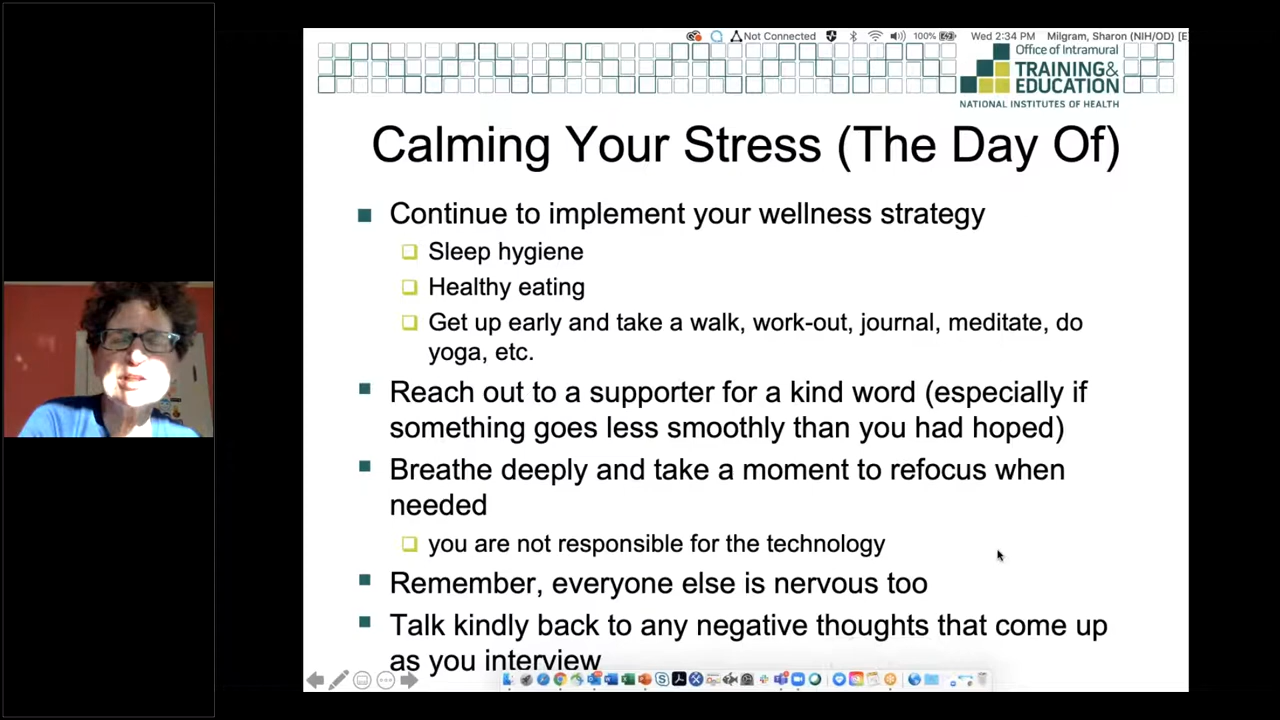 Not Connected 100% Wed 2:34 PM Milgram, Sharon (NIH/OD) [E
Office of Intramural
TRAINING&
EDUCATION
NATIONAL INSTITUTES OF HEALTH
Calming Your Stress (The Day Of)
Continue to implement your wellness strategy
Sleep hygiene
Healthy eating
Get up early and take a walk, work-out, journal, meditate, do
yoga, etc.
Reach out to a supporter for a kind word (especially if
something goes less smoothly than you had hoped)
Breathe deeply and take a moment to refocus when
needed
you are not responsible for the technology
Remember, everyone else is nervous too
Talk kindly back to any negative thoughts that come up
as you interview